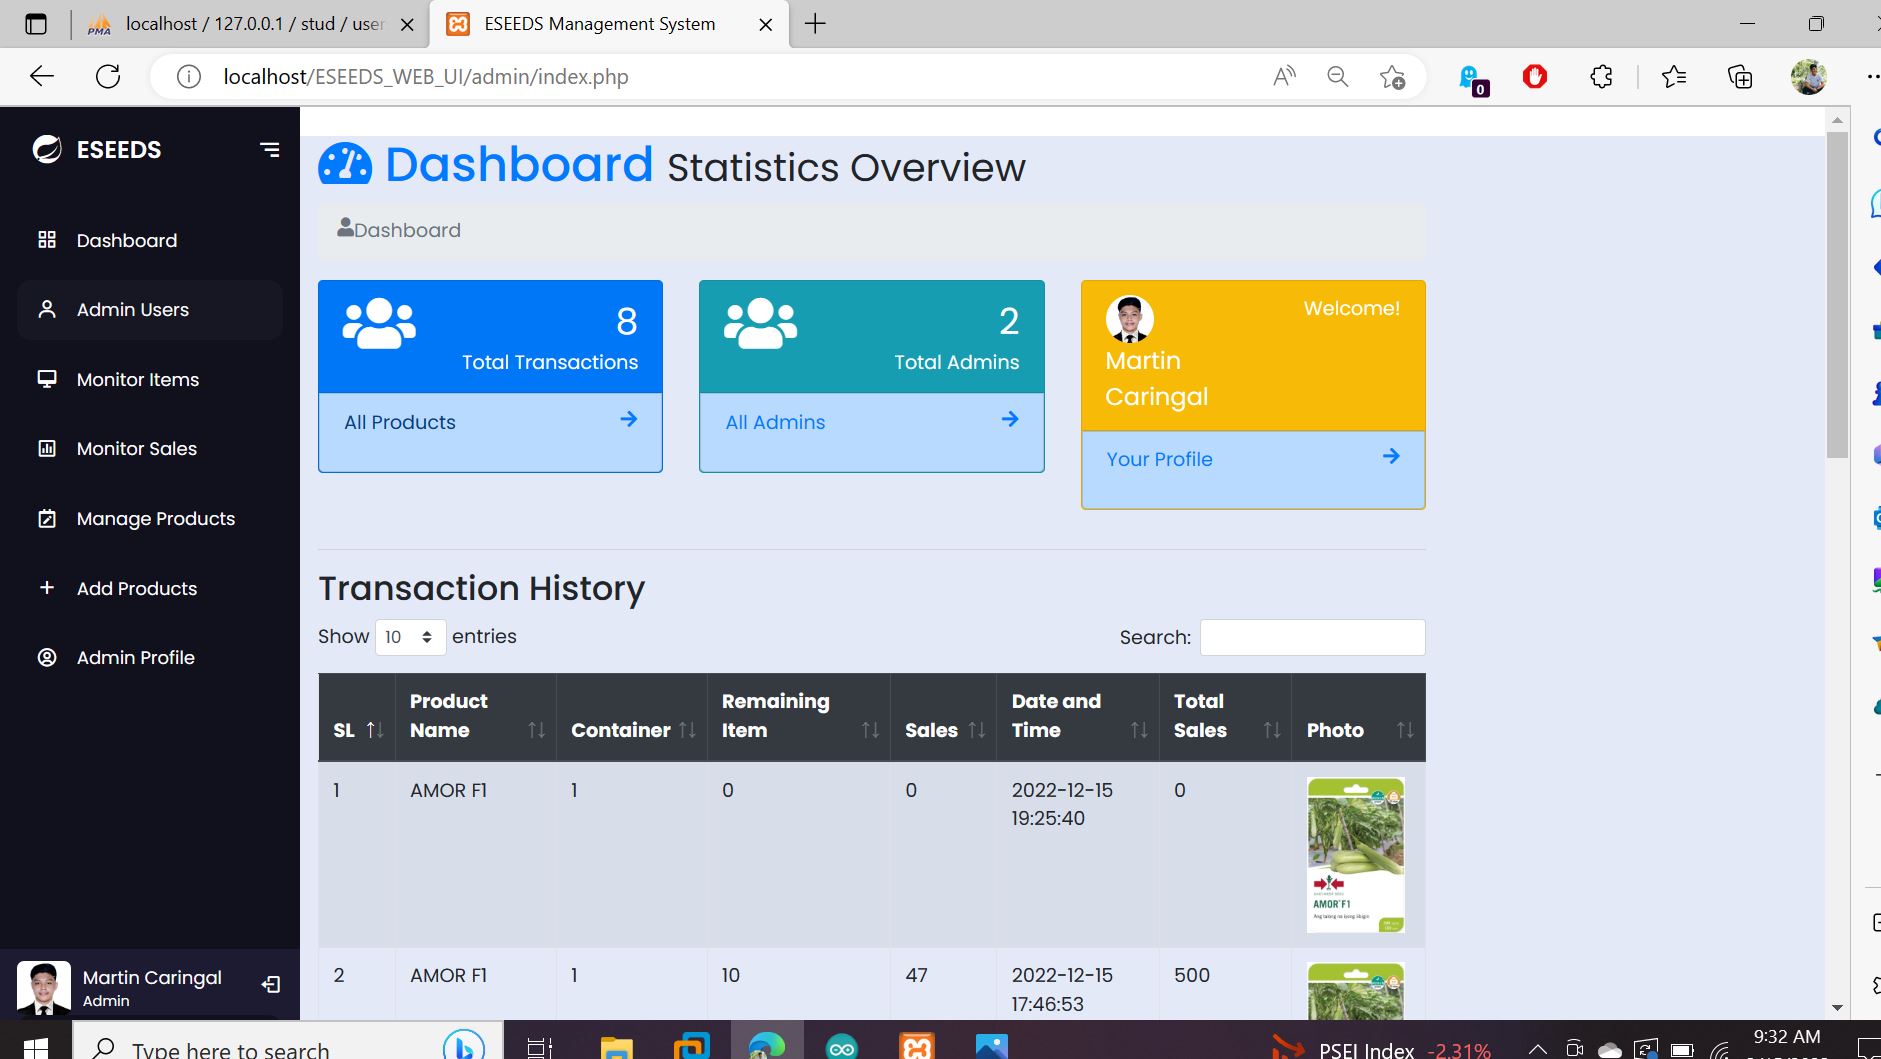 localhost / 127.0.0.1 / stud / user
ESEEDS Management System
localhost/ESEEDS_WEB_UI/admin/index.php
0
ESEEDS
Dashboard
Admin Users
Monitor Items
Monitor Sales
Manage Products
Add Products
Admin Profile
Martin Caringal
Admin
Dashboard Statistics Overview
Dashboard
8
Total Transactions
All Products
2
Total Admins
All Admins
Welcome!
Martin
Caringal
Your Profile
Transaction History
Show 10 entries
Search:
SL Product Name Container Remaining Item Sales Date and Time Total Sales Photo
1 AMOR F1 1 0 0 2022-12-15 19:25:40 0
AMOR F1
2 AMOR F1 1 10 47 2022-12-15 17:46:53 500
Type here to search
PSEI Index -2.31%
9:32 AM